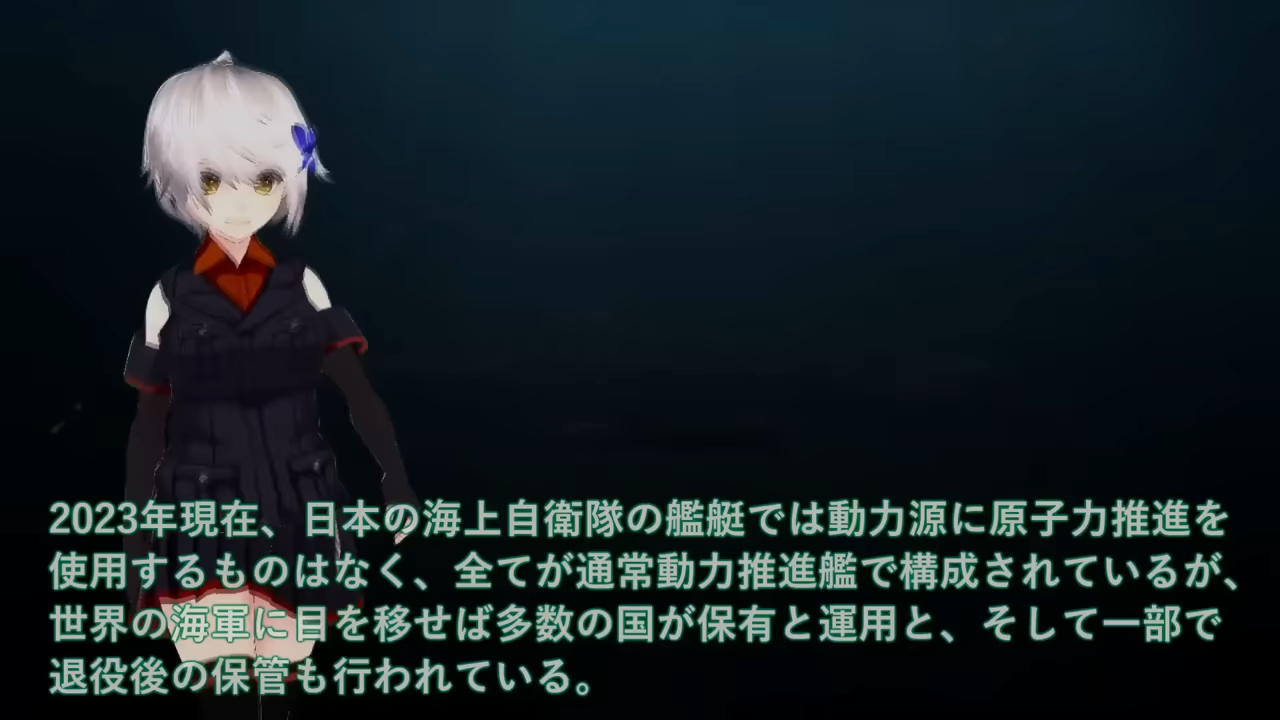 2023年現在、日本の海上自衛隊の艦艇では動力源に原子力推進を
使用するものはなく、全てが通常動力推進艦で構成されているが、
世界の海軍に目を移せば多数の国が保有と運用と、そして一部で
退役後の保管も行われている。